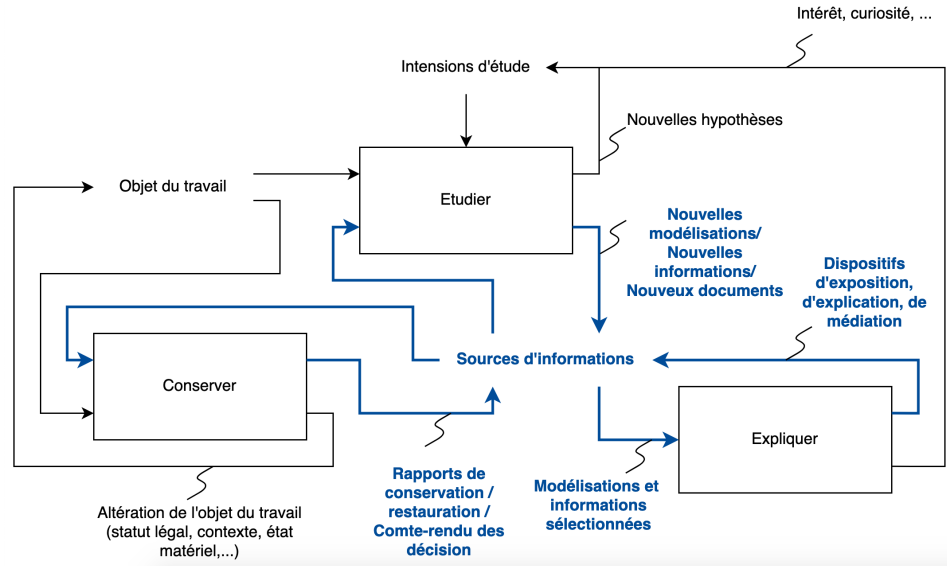 Intérêt, curiosité, ...
Intensions d'étude
Nouvelles hypothèses
Objet du travail
Etudier
Nouvelles
modélisations/
Nouvelles
informations/
Nouveux documents
Dispositifs
d'exposition,
d'explication, de
médiation
Sources d'informations
Conserver
Expliquer
Rapports de
conservation /
restauration /
Comte-rendu des
décision
Modélisations et
informations
sélectionnées
Altération de l'objet du travail
(statut légal, contexte, état
matériel,...)